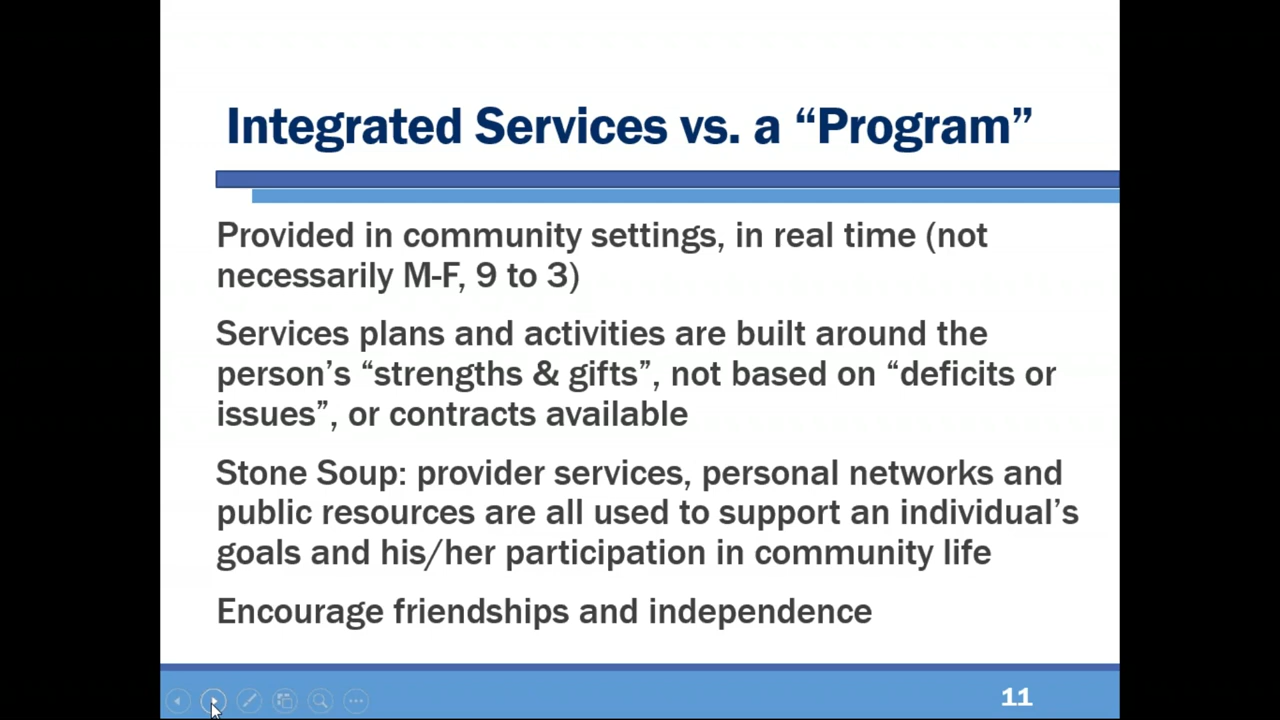 Integrated Services vs. a “Program”
Provided in community settings, in real time (not
necessarily M-F, 9 to 3)
Services plans and activities are built around the
person’s “strengths & gifts”, not based on “deficits or
issues”, or contracts available
Stone Soup: provider services, personal networks and
public resources are all used to support an individual’s
goals and his/her participation in community life
Encourage friendships and independence
11